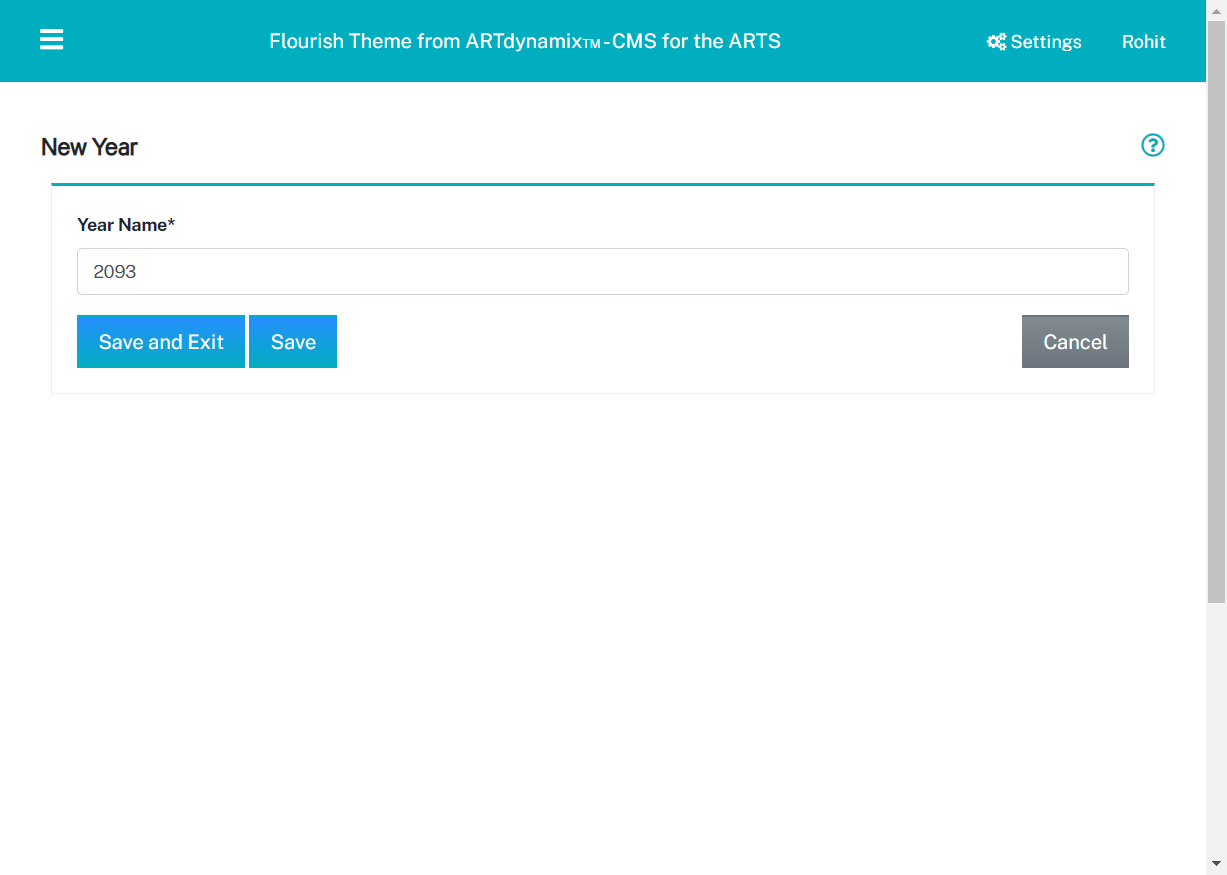 Flourish Theme from ARTdynamix™ - CMS for the ARTS
Settings
Rohit
New Year
Year Name*
2093
Save and Exit
Save
Cancel